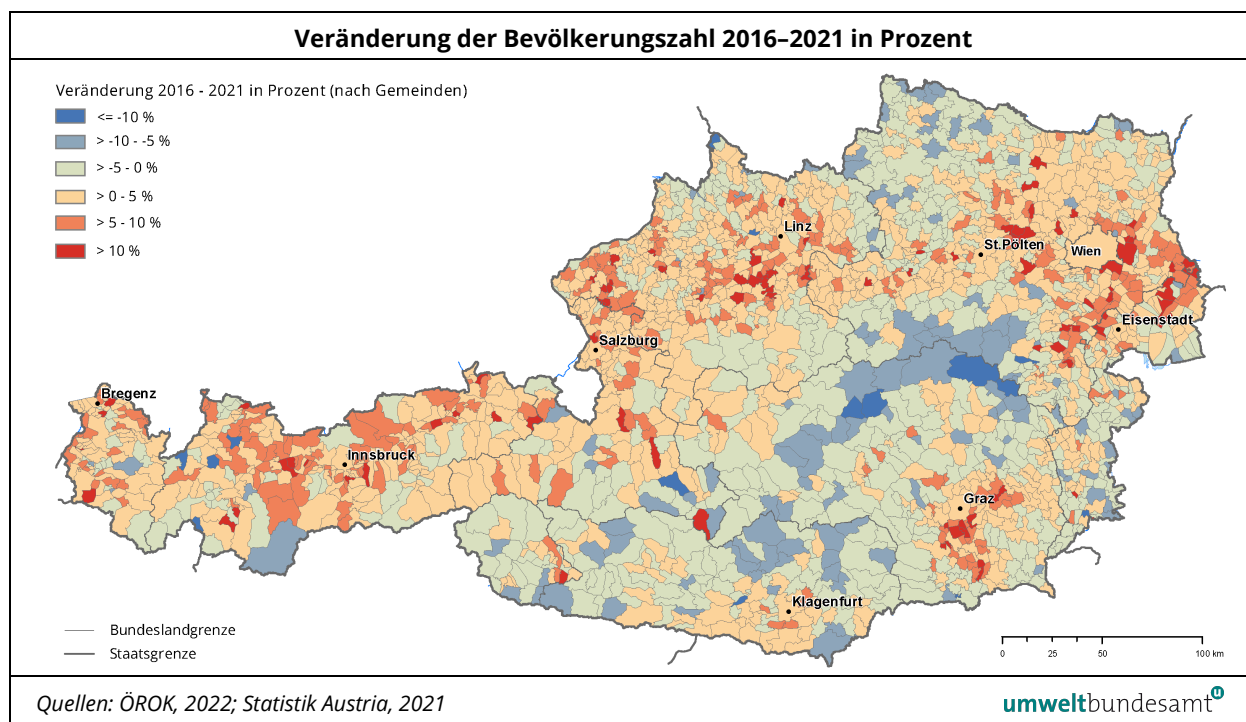 Veränderung der Bevölkerungszahl 2016–2021 in Prozent
Veränderung 2016 - 2021 in Prozent (nach Gemeinden)
<= -10 %
> -10 - -5 %
> -5 - 0 %
> 0 - 5 %
> 5 - 10 %
> 10 %
Linz
St.Pölten
Wien
Eisenstadt
Salzburg
Bregenz
Innsbruck
Graz
Klagenfurt
Bundeslandgrenze
Staatsgrenze
0 25 50 100 km
Quellen: ÖROK, 2022; Statistik Austria, 2021
umweltbundesamt u